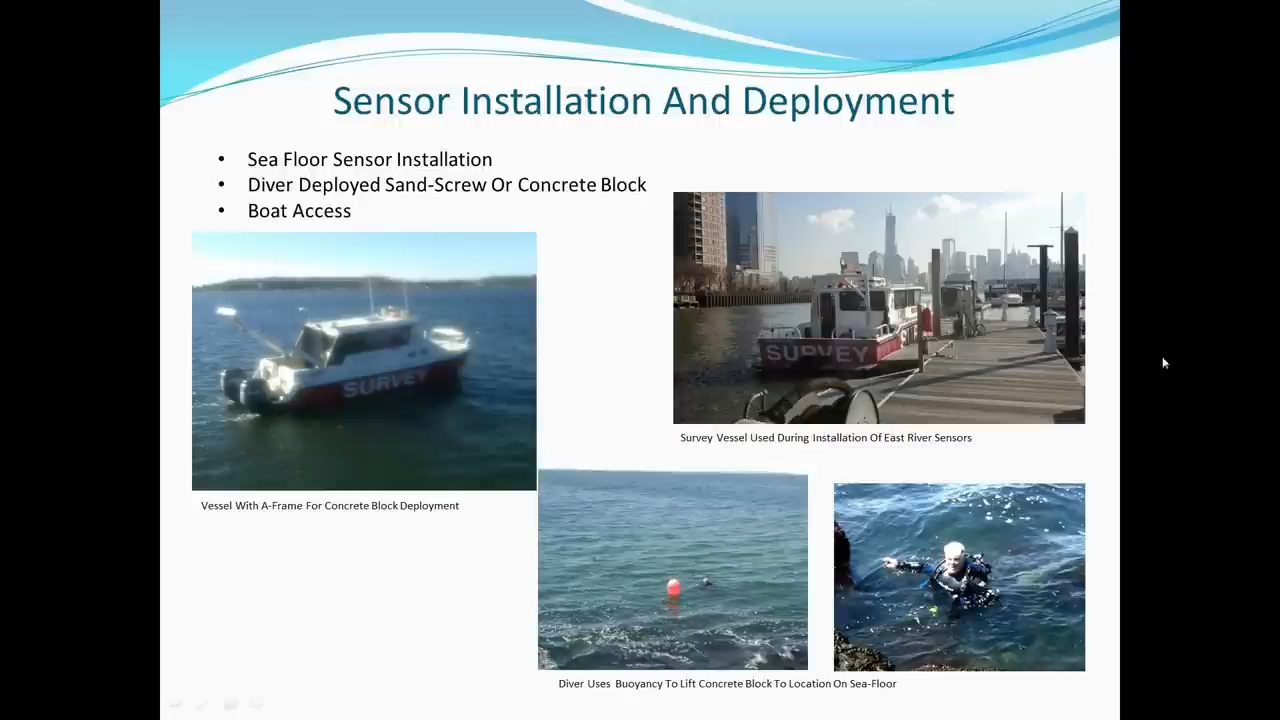 Sensor Installation And Deployment
• Sea Floor Sensor Installation
• Diver Deployed Sand-Screw Or Concrete Block
• Boat Access
SURVEY
SURVEY
Survey Vessel Used During Installation Of East River Sensors
Vessel With A-Frame For Concrete Block Deployment
Diver Uses Buoyancy To Lift Concrete Block To Location On Sea-Floor